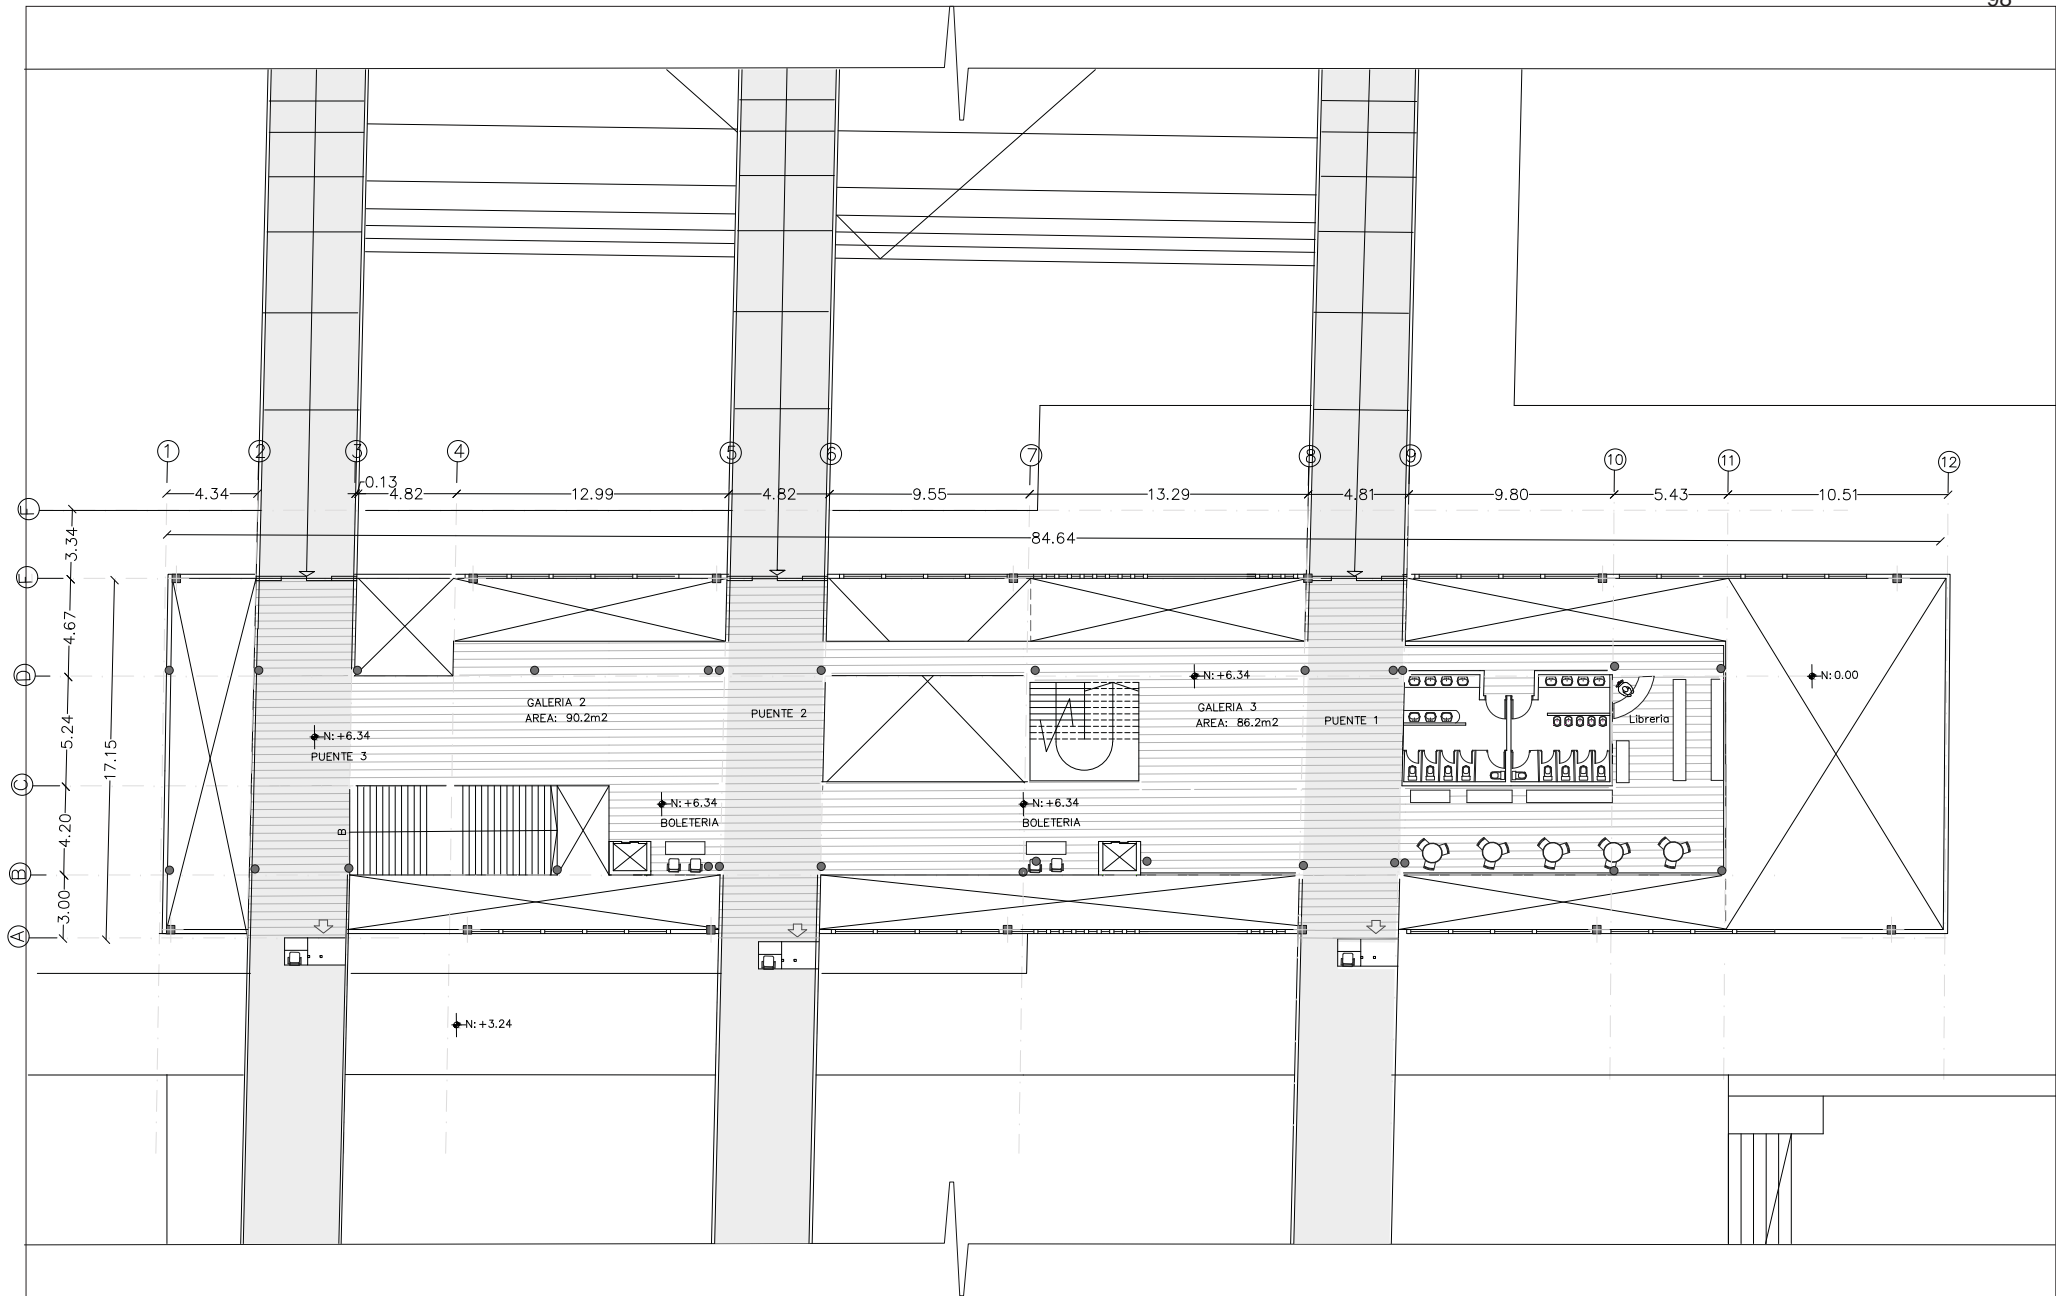 98
1 2 3 4 5 6 7 8 9 10 11 12
4.34 0.13 4.82 12.99 4.82 9.55 13.29 4.81 9.80 5.43 10.51
84.64
F
3.34
F
4.67
D
5.24
C
4.20
B
3.00
A
17.15
GALERIA 2
AREA: 90.2m2
PUENTE 2
N:+6.34
GALERIA 3
AREA: 86.2m2
PUENTE 1
Libreria
N:0.00
N:+6.34
PUENTE 3
N:+6.34
BOLETERIA
N:+6.34
BOLETERIA
B
N:+3.24